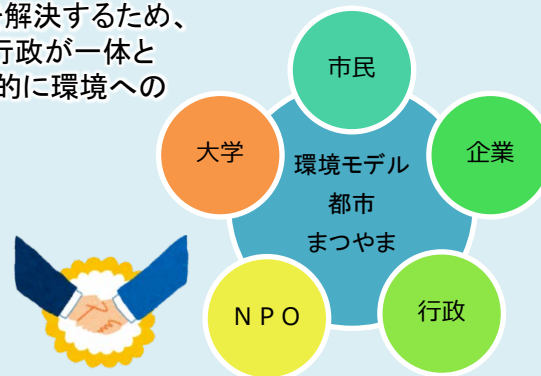 解決するため、
行政が一体と
的に環境への
市民
大学
環境モデル
都市
まつやま
企業
ＮＰＯ
行政